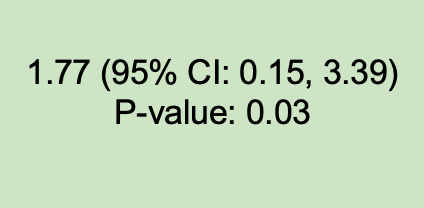 1.77 (95% CI: 0.15, 3.39)
P-value: 0.03